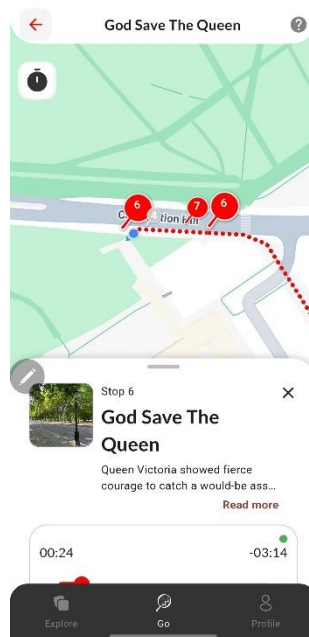 God Save The Queen
?
6
4
7
6
Stop 6
God Save The
Queen
Queen Victoria showed fierce
courage to catch a would-be ass...
Read more
00:24
-03:14
Explore
Go
Profile